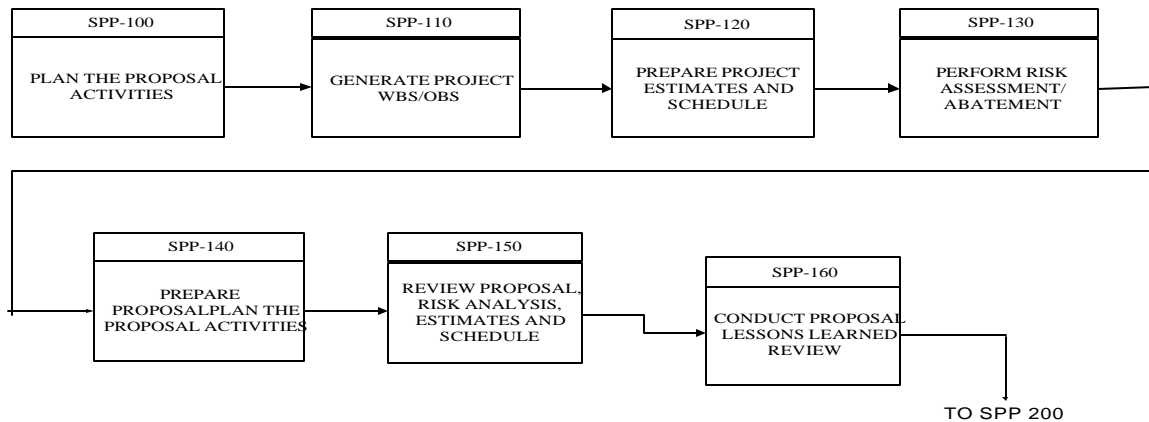 SPP-100
PLAN THE PROPOSAL
ACTIVITIES
SPP-110
GENERATE PROJECT
WBS/OBS
SPP-120
PREPARE PROJECT
ESTIMATES AND
SCHEDULE
SPP-130
PERFORM RISK
ASSESSMENT/
ABATEMENT
SPP-140
PREPARE
PROPOSALPLAN THE
PROPOSAL ACTIVITIES
SPP-150
REVIEW PROPOSAL,
RISK ANALYSIS,
ESTIMATES AND
SCHEDULE
SPP-160
CONDUCT PROPOSAL
LESSONS LEARNED
REVIEW
TO SPP 200